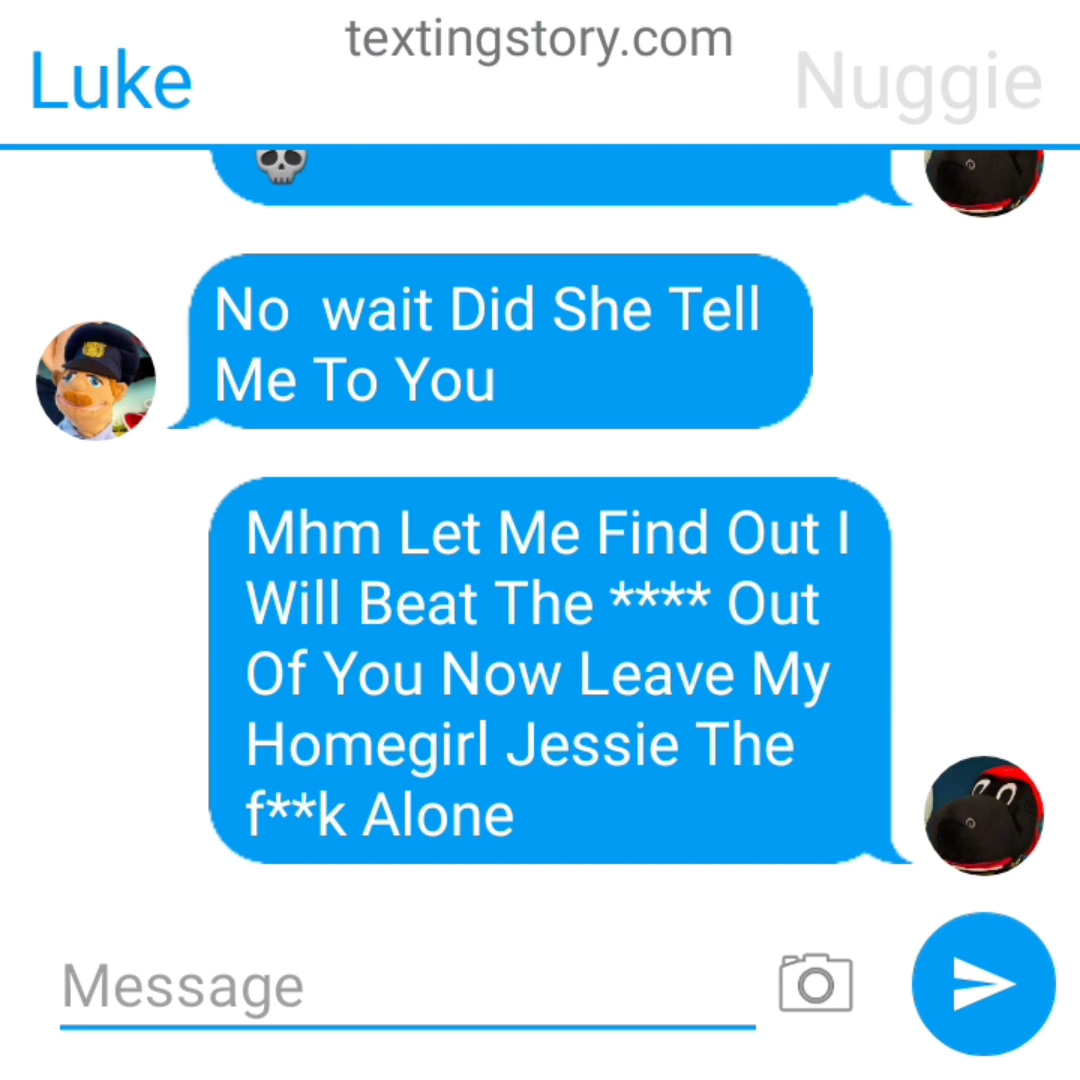 textingstory.com
Luke
Nuggie
No  wait Did She Tell
Me To You
Mhm Let Me Find Out I
Will Beat The **** Out
Of You Now Leave My
Homegirl Jessie The
f**k Alone
Message